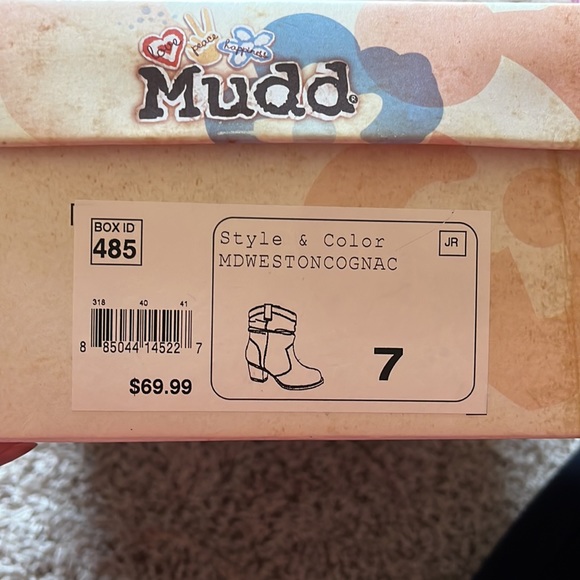 love peace happiness
Mudd®
BOX ID
485
Style & Color
JR
MDWESTONCOGNAC
318 40 41
8 85044 14522 7
$69.99
7